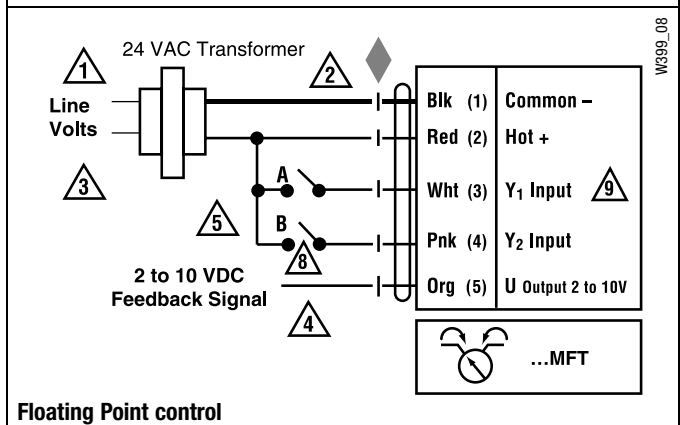 W399_08
24 VAC Transformer
1
2
Line
Volts
3
Blk (1) Common –
Red (2) Hot +
A
Wht (3) Y₁ Input 9
5
B
8
Pnk (4) Y₂ Input
2 to 10 VDC
Feedback Signal
4
Org (5) U Output 2 to 10V
...MFT
Floating Point control